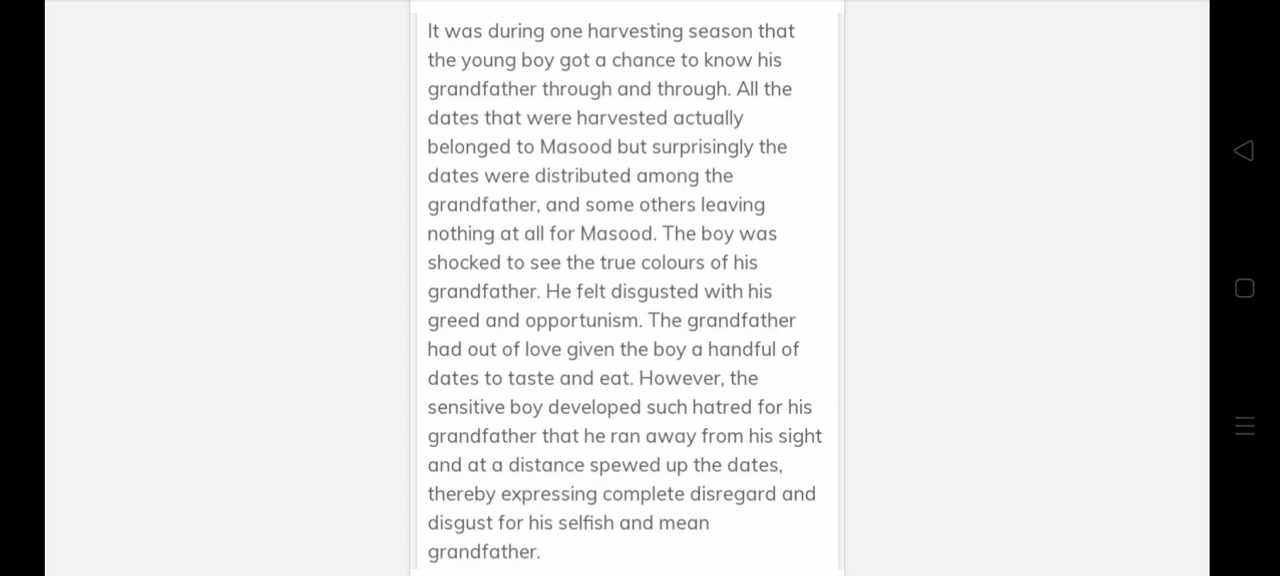 It was during one harvesting season that
the young boy got a chance to know his
grandfather through and through. All the
dates that were harvested actually
belonged to Masood but surprisingly the
dates were distributed among the
grandfather, and some others leaving
nothing at all for Masood. The boy was
shocked to see the true colours of his
grandfather. He felt disgusted with his
greed and opportunism. The grandfather
had out of love given the boy a handful of
dates to taste and eat. However, the
sensitive boy developed such hatred for his
grandfather that he ran away from his sight
and at a distance spewed up the dates,
thereby expressing complete disregard and
disgust for his selfish and mean
grandfather.